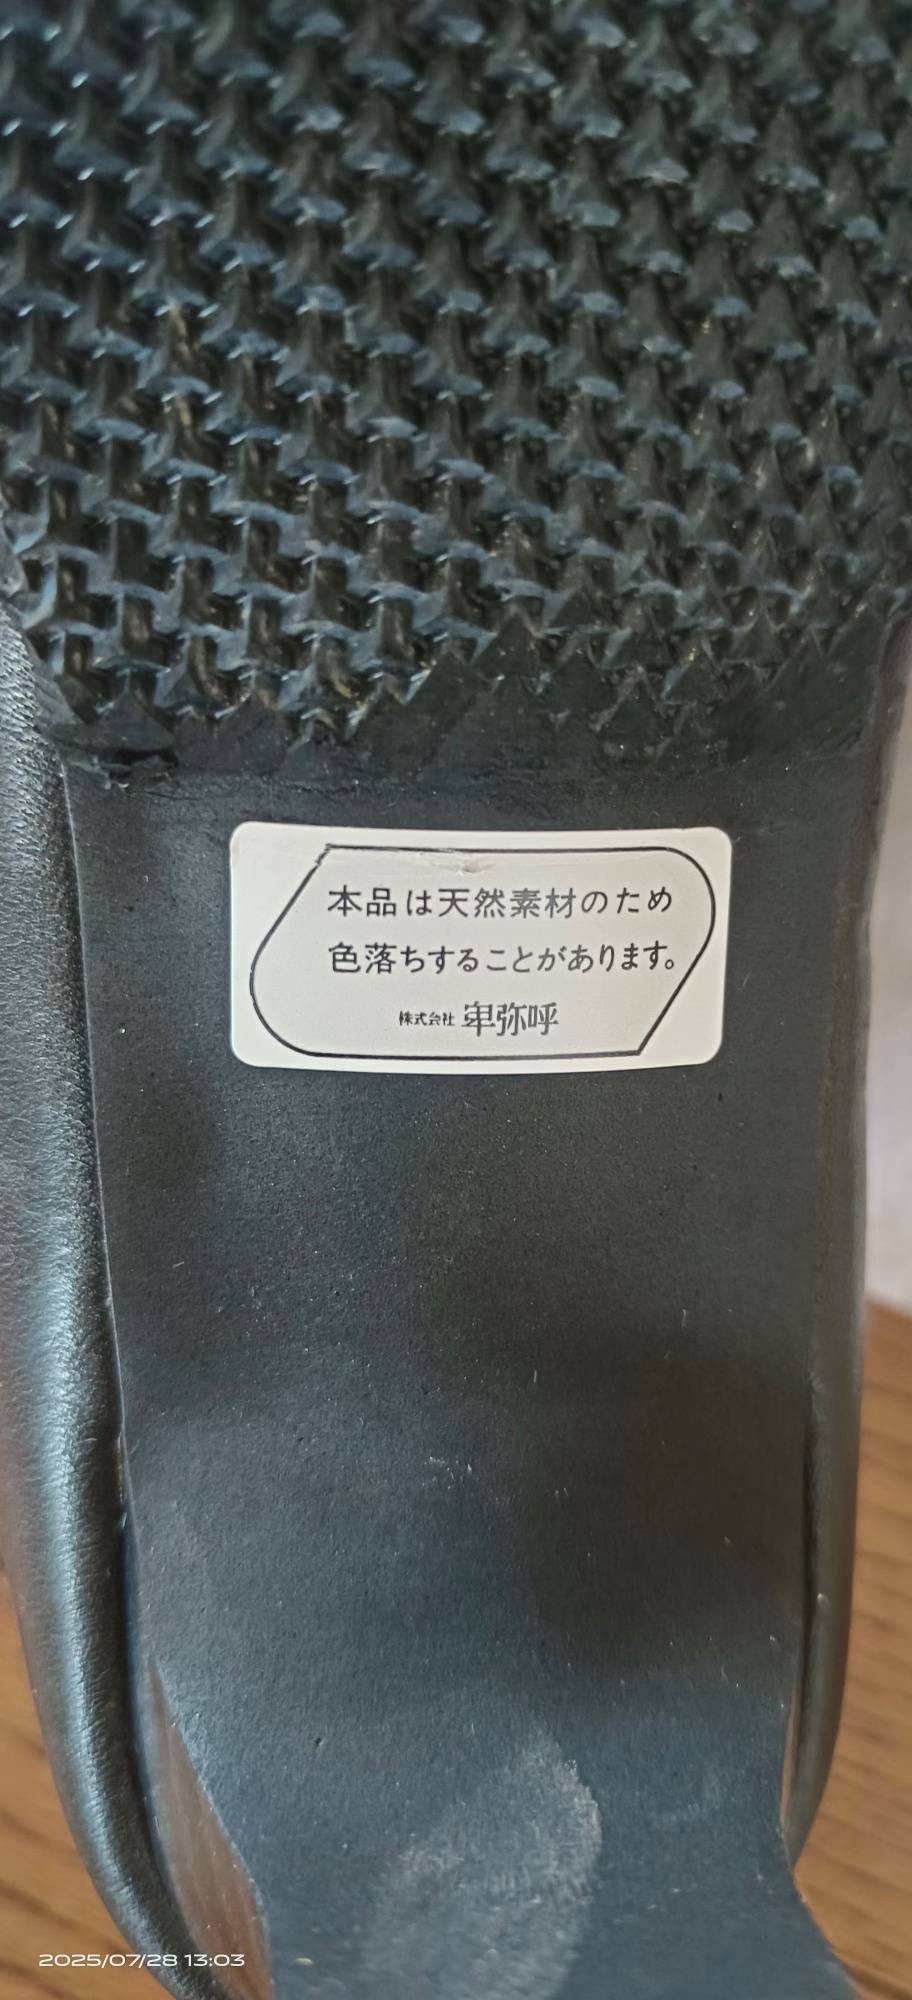 本品は天然素材のため
色落ちすることがあります。
株式会社 卑弥呼
2025/07/28 13:03